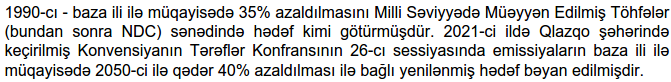 1990-cı - baza ili ilə müqayisədə 35% azaldılmasını Milli Səviyyədə Müəyyən Edilmiş Töhfələr
(bundan sonra NDC) sənədində hədəf kimi götürmüşdür. 2021-ci ildə Qlazqo şəhərində
keçirilmiş Konvensiyanın Tərəflər Konfransının 26-cı sessiyasında emissiyaların baza ili ilə
müqayisədə 2050-ci ilə qədər 40% azaldılması ilə bağlı yenilənmiş hədəf bəyan edilmişdir.